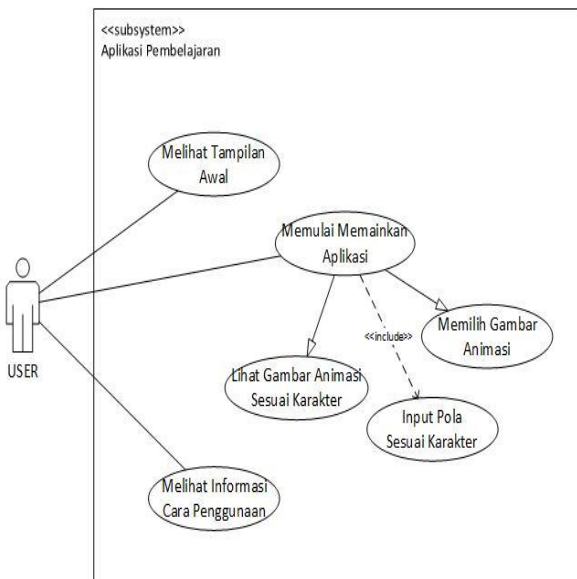 <<subsystem>>
Aplikasi Pembelajaran
Melihat Tampilan
Awal
Memulai Memainkan
Aplikasi
Memilih Gambar
Animasi
<<include>>
USER
Lihat Gambar Animasi
Sesuai Karakter
Input Pola
Sesuai Karakter
Melihat Informasi
Cara Penggunaan